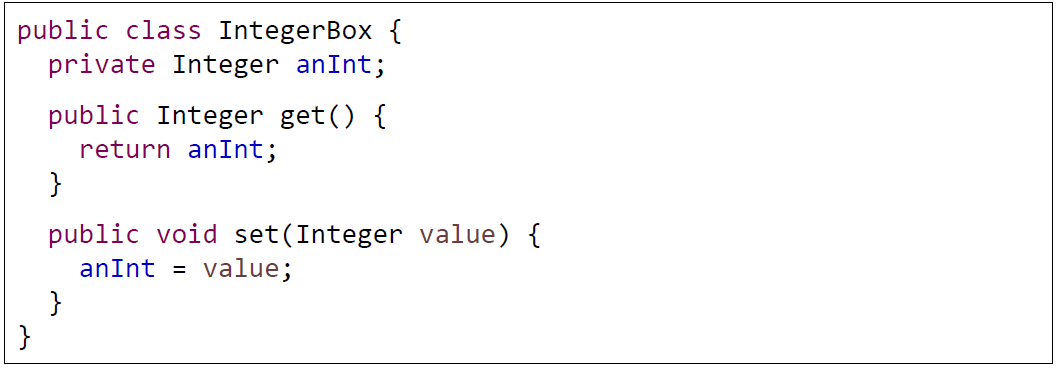 public class IntegerBox {
  private Integer anInt;
  public Integer get() {
    return anInt;
  }
  public void set(Integer value) {
    anInt = value;
  }
}